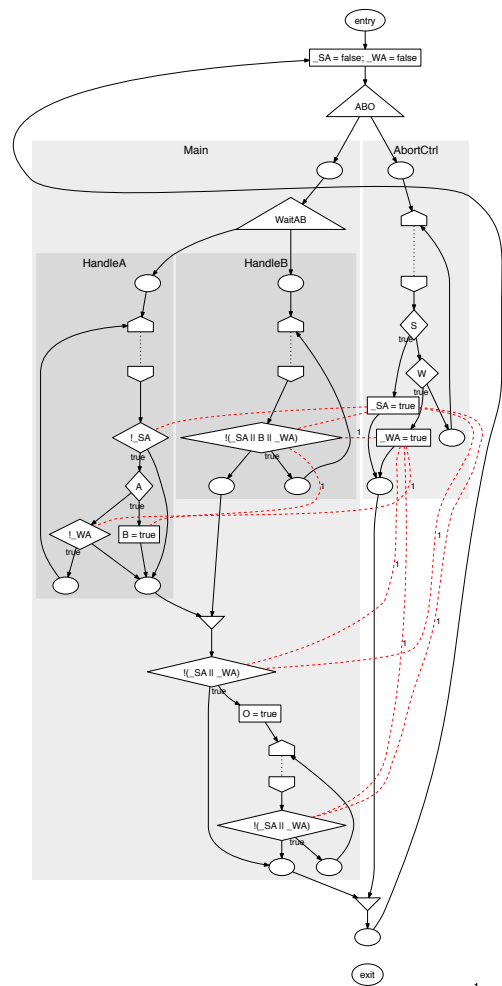 entry
_SA = false; _WA = false
ABO
Main
AbortCtrl
WaitAB
HandleA
HandleB
S
true
W
true
_SA = true
!_SA
true
!(_SA || B || _WA)
true
1
_WA = true
A
true
1
1
!_WA
true
B = true
1
1
!(_SA || _WA)
true
1
O = true
1
!(_SA || _WA)
true
exit
1